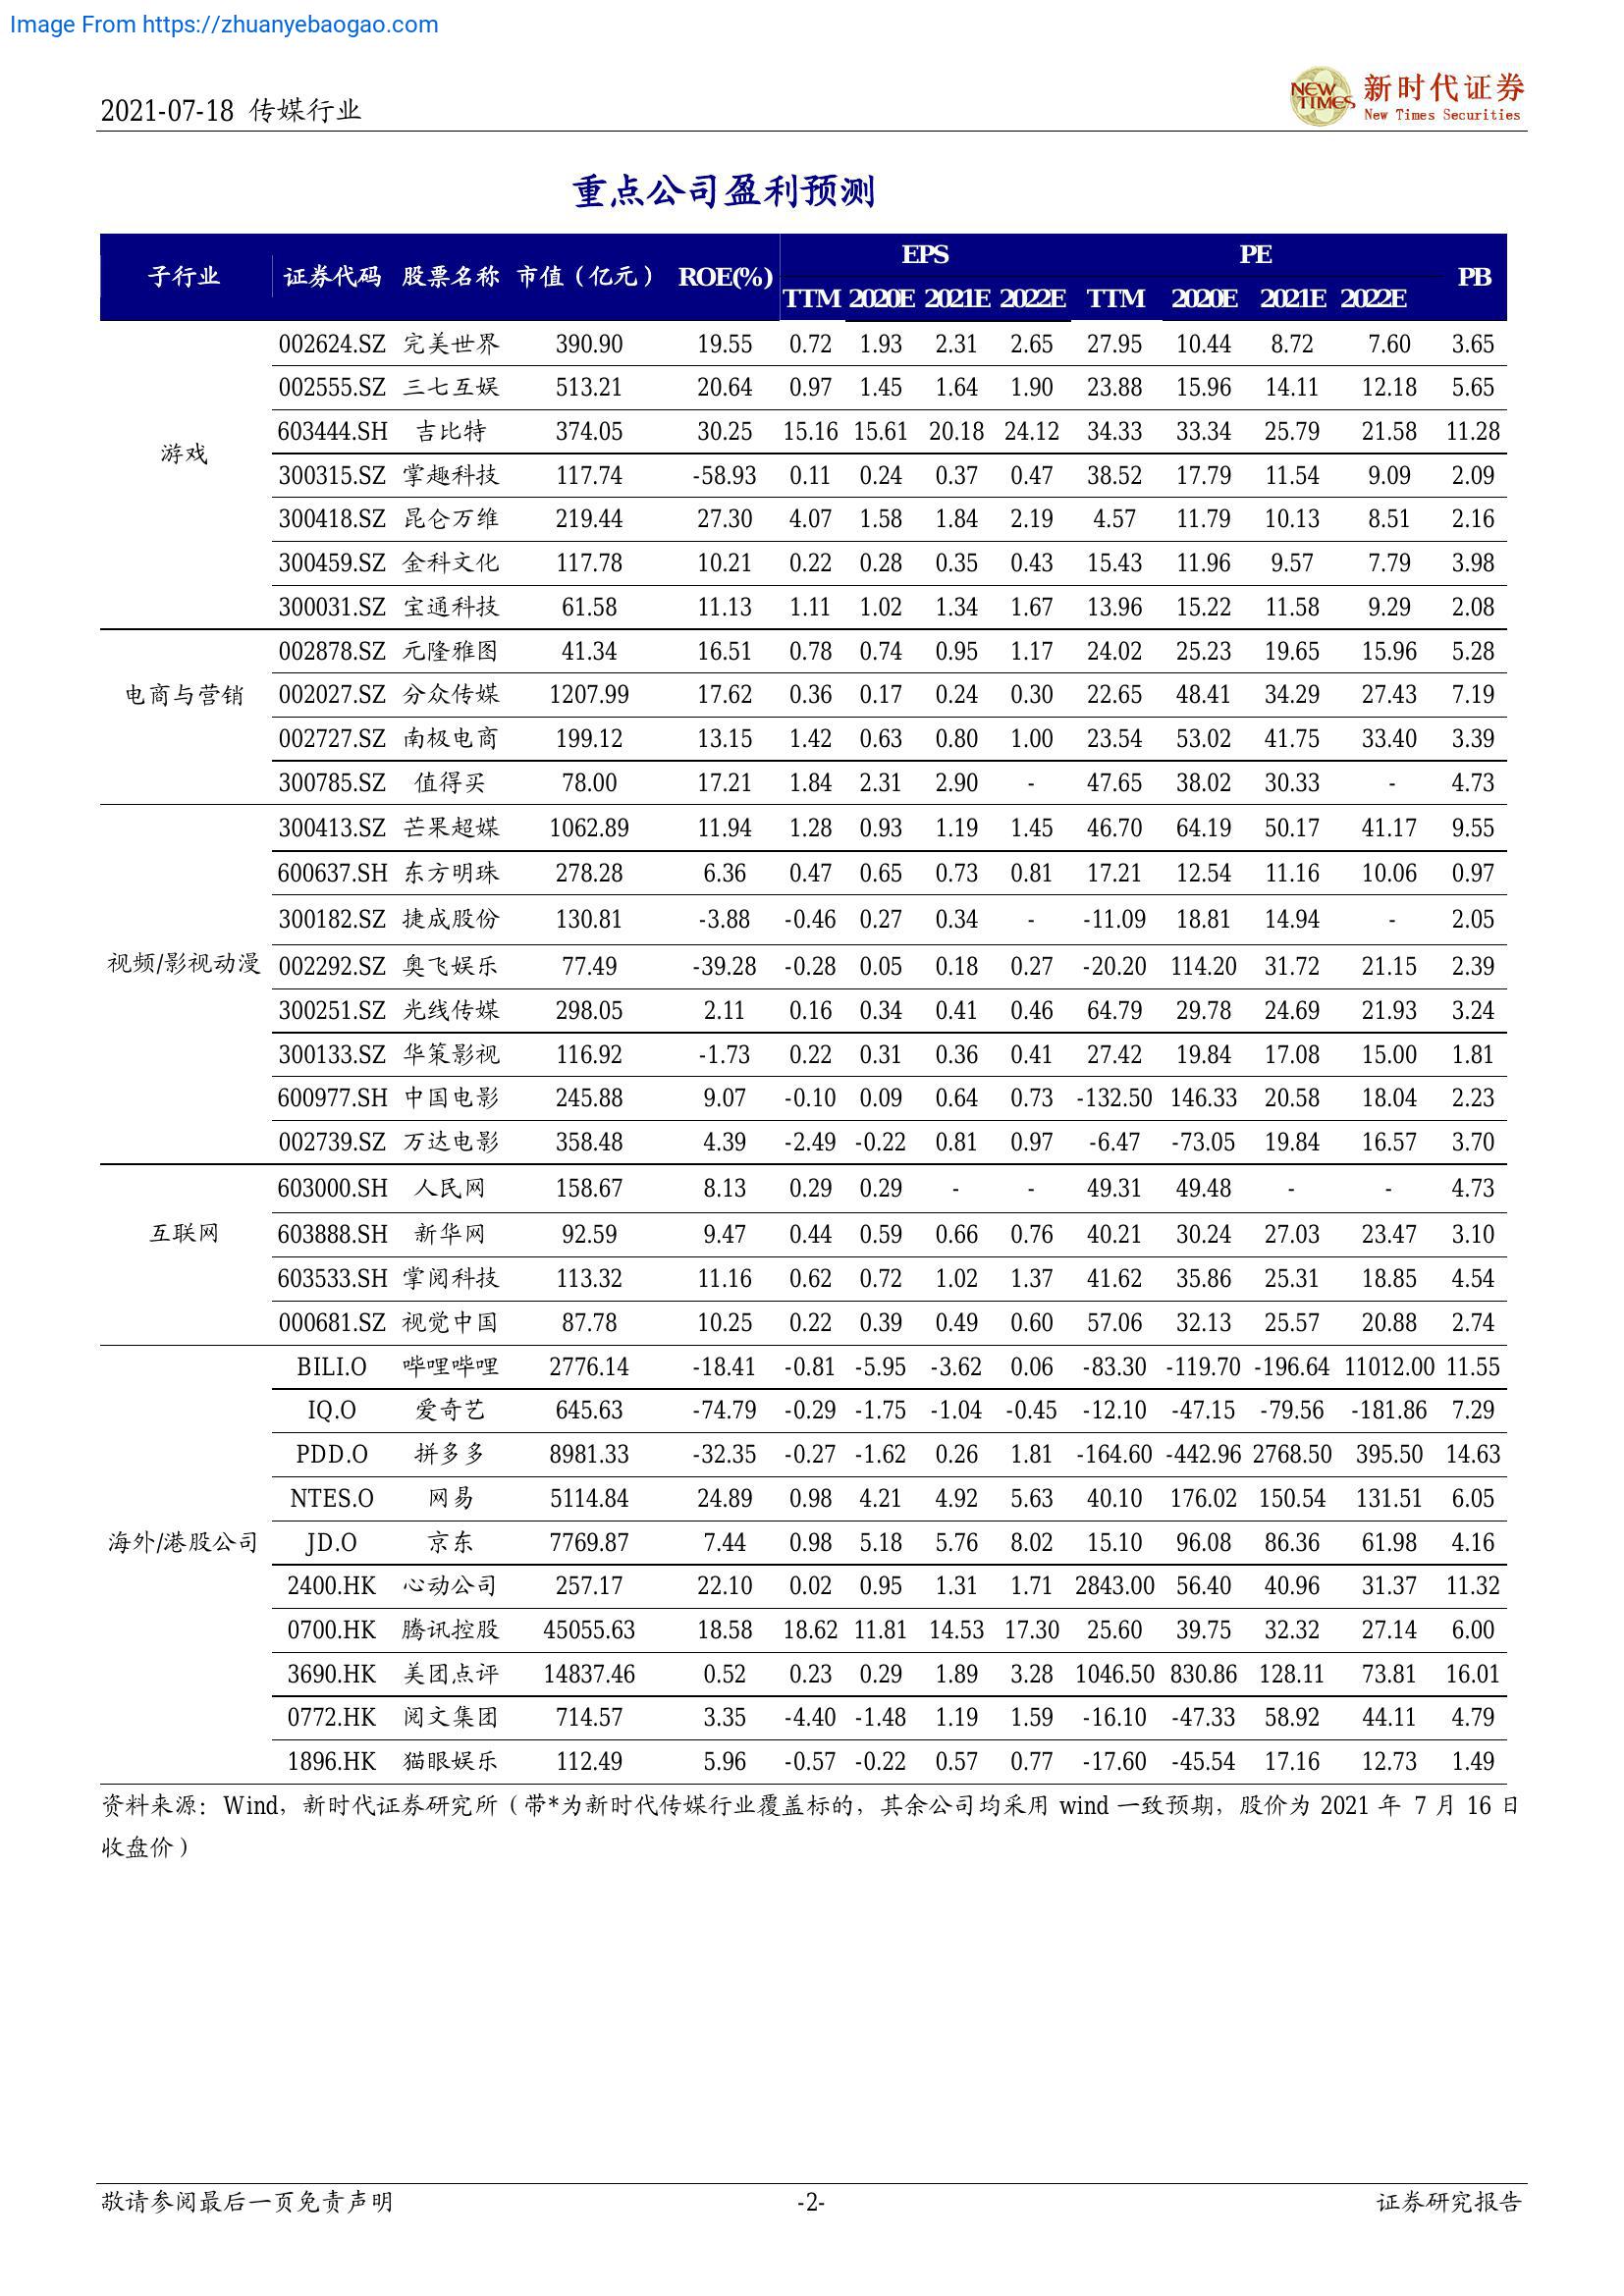 Image From https://zhuanyebaogao.com
2021-07-18 传媒行业
NEW TIMES 新时代证券
New Times Securities
重点公司盈利预测
子行业 证券代码 股票名称 市值（亿元） ROE(%) EPS PE PB
TTM 2020E 2021E 2022E TTM 2020E 2021E 2022E
游戏
002624.SZ 完美世界 390.90 19.55 0.72 1.93 2.31 2.65 27.95 10.44 8.72 7.60 3.65
002555.SZ 三七互娱 513.21 20.64 0.97 1.45 1.64 1.90 23.88 15.96 14.11 12.18 5.65
603444.SH 吉比特 374.05 30.25 15.16 15.61 20.18 24.12 34.33 33.34 25.79 21.58 11.28
300315.SZ 掌趣科技 117.74 -58.93 0.11 0.24 0.37 0.47 38.52 17.79 11.54 9.09 2.09
300418.SZ 昆仑万维 219.44 27.30 4.07 1.58 1.84 2.19 4.57 11.79 10.13 8.51 2.16
300459.SZ 金科文化 117.78 10.21 0.22 0.28 0.35 0.43 15.43 11.96 9.57 7.79 3.98
300031.SZ 宝通科技 61.58 11.13 1.11 1.02 1.34 1.67 13.96 15.22 11.58 9.29 2.08
电商与营销
002878.SZ 元隆雅图 41.34 16.51 0.78 0.74 0.95 1.17 24.02 25.23 19.65 15.96 5.28
002027.SZ 分众传媒 1207.99 17.62 0.36 0.17 0.24 0.30 22.65 48.41 34.29 27.43 7.19
002727.SZ 南极电商 199.12 13.15 1.42 0.63 0.80 1.00 23.54 53.02 41.75 33.40 3.39
300785.SZ 值得买 78.00 17.21 1.84 2.31 2.90 - 47.65 38.02 30.33 - 4.73
视频/影视动漫
300413.SZ 芒果超媒 1062.89 11.94 1.28 0.93 1.19 1.45 46.70 64.19 50.17 41.17 9.55
600637.SH 东方明珠 278.28 6.36 0.47 0.65 0.73 0.81 17.21 12.54 11.16 10.06 0.97
300182.SZ 捷成股份 130.81 -3.88 -0.46 0.27 0.34 - -11.09 18.81 14.94 - 2.05
002292.SZ 奥飞娱乐 77.49 -39.28 -0.28 0.05 0.18 0.27 -20.20 114.20 31.72 21.15 2.39
300251.SZ 光线传媒 298.05 2.11 0.16 0.34 0.41 0.46 64.79 29.78 24.69 21.93 3.24
300133.SZ 华策影视 116.92 -1.73 0.22 0.31 0.36 0.41 27.42 19.84 17.08 15.00 1.81
600977.SH 中国电影 245.88 9.07 -0.10 0.09 0.64 0.73 -132.50 146.33 20.58 18.04 2.23
002739.SZ 万达电影 358.48 4.39 -2.49 -0.22 0.81 0.97 -6.47 -73.05 19.84 16.57 3.70
互联网
603000.SH 人民网 158.67 8.13 0.29 0.29 - - 49.31 49.48 - - 4.73
603888.SH 新华网 92.59 9.47 0.44 0.59 0.66 0.76 40.21 30.24 27.03 23.47 3.10
603533.SH 掌阅科技 113.32 11.16 0.62 0.72 1.02 1.37 41.62 35.86 25.31 18.85 4.54
000681.SZ 视觉中国 87.78 10.25 0.22 0.39 0.49 0.60 57.06 32.13 25.57 20.88 2.74
海外/港股公司
BILI.O 哔哩哔哩 2776.14 -18.41 -0.81 -5.95 -3.62 0.06 -83.30 -119.70 -196.64 11012.00 11.55
IQ.O 爱奇艺 645.63 -74.79 -0.29 -1.75 -1.04 -0.45 -12.10 -47.15 -79.56 -181.86 7.29
PDD.O 拼多多 8981.33 -32.35 -0.27 -1.62 0.26 1.81 -164.60 -442.96 2768.50 395.50 14.63
NTES.O 网易 5114.84 24.89 0.98 4.21 4.92 5.63 40.10 176.02 150.54 131.51 6.05
JD.O 京东 7769.87 7.44 0.98 5.18 5.76 8.02 15.10 96.08 86.36 61.98 4.16
2400.HK 心动公司 257.17 22.10 0.02 0.95 1.31 1.71 2843.00 56.40 40.96 31.37 11.32
0700.HK 腾讯控股 45055.63 18.58 18.62 11.81 14.53 17.30 25.60 39.75 32.32 27.14 6.00
3690.HK 美团点评 14837.46 0.52 0.23 0.29 1.89 3.28 1046.50 830.86 128.11 73.81 16.01
0772.HK 阅文集团 714.57 3.35 -4.40 -1.48 1.19 1.59 -16.10 -47.33 58.92 44.11 4.79
1896.HK 猫眼娱乐 112.49 5.96 -0.57 -0.22 0.57 0.77 -17.60 -45.54 17.16 12.73 1.49
资料来源：Wind，新时代证券研究所（带*为新时代传媒行业覆盖标的，其余公司均采用 wind 一致预期，股价为 2021 年 7 月 16 日
收盘价）
敬请参阅最后一页免责声明 -2- 证券研究报告